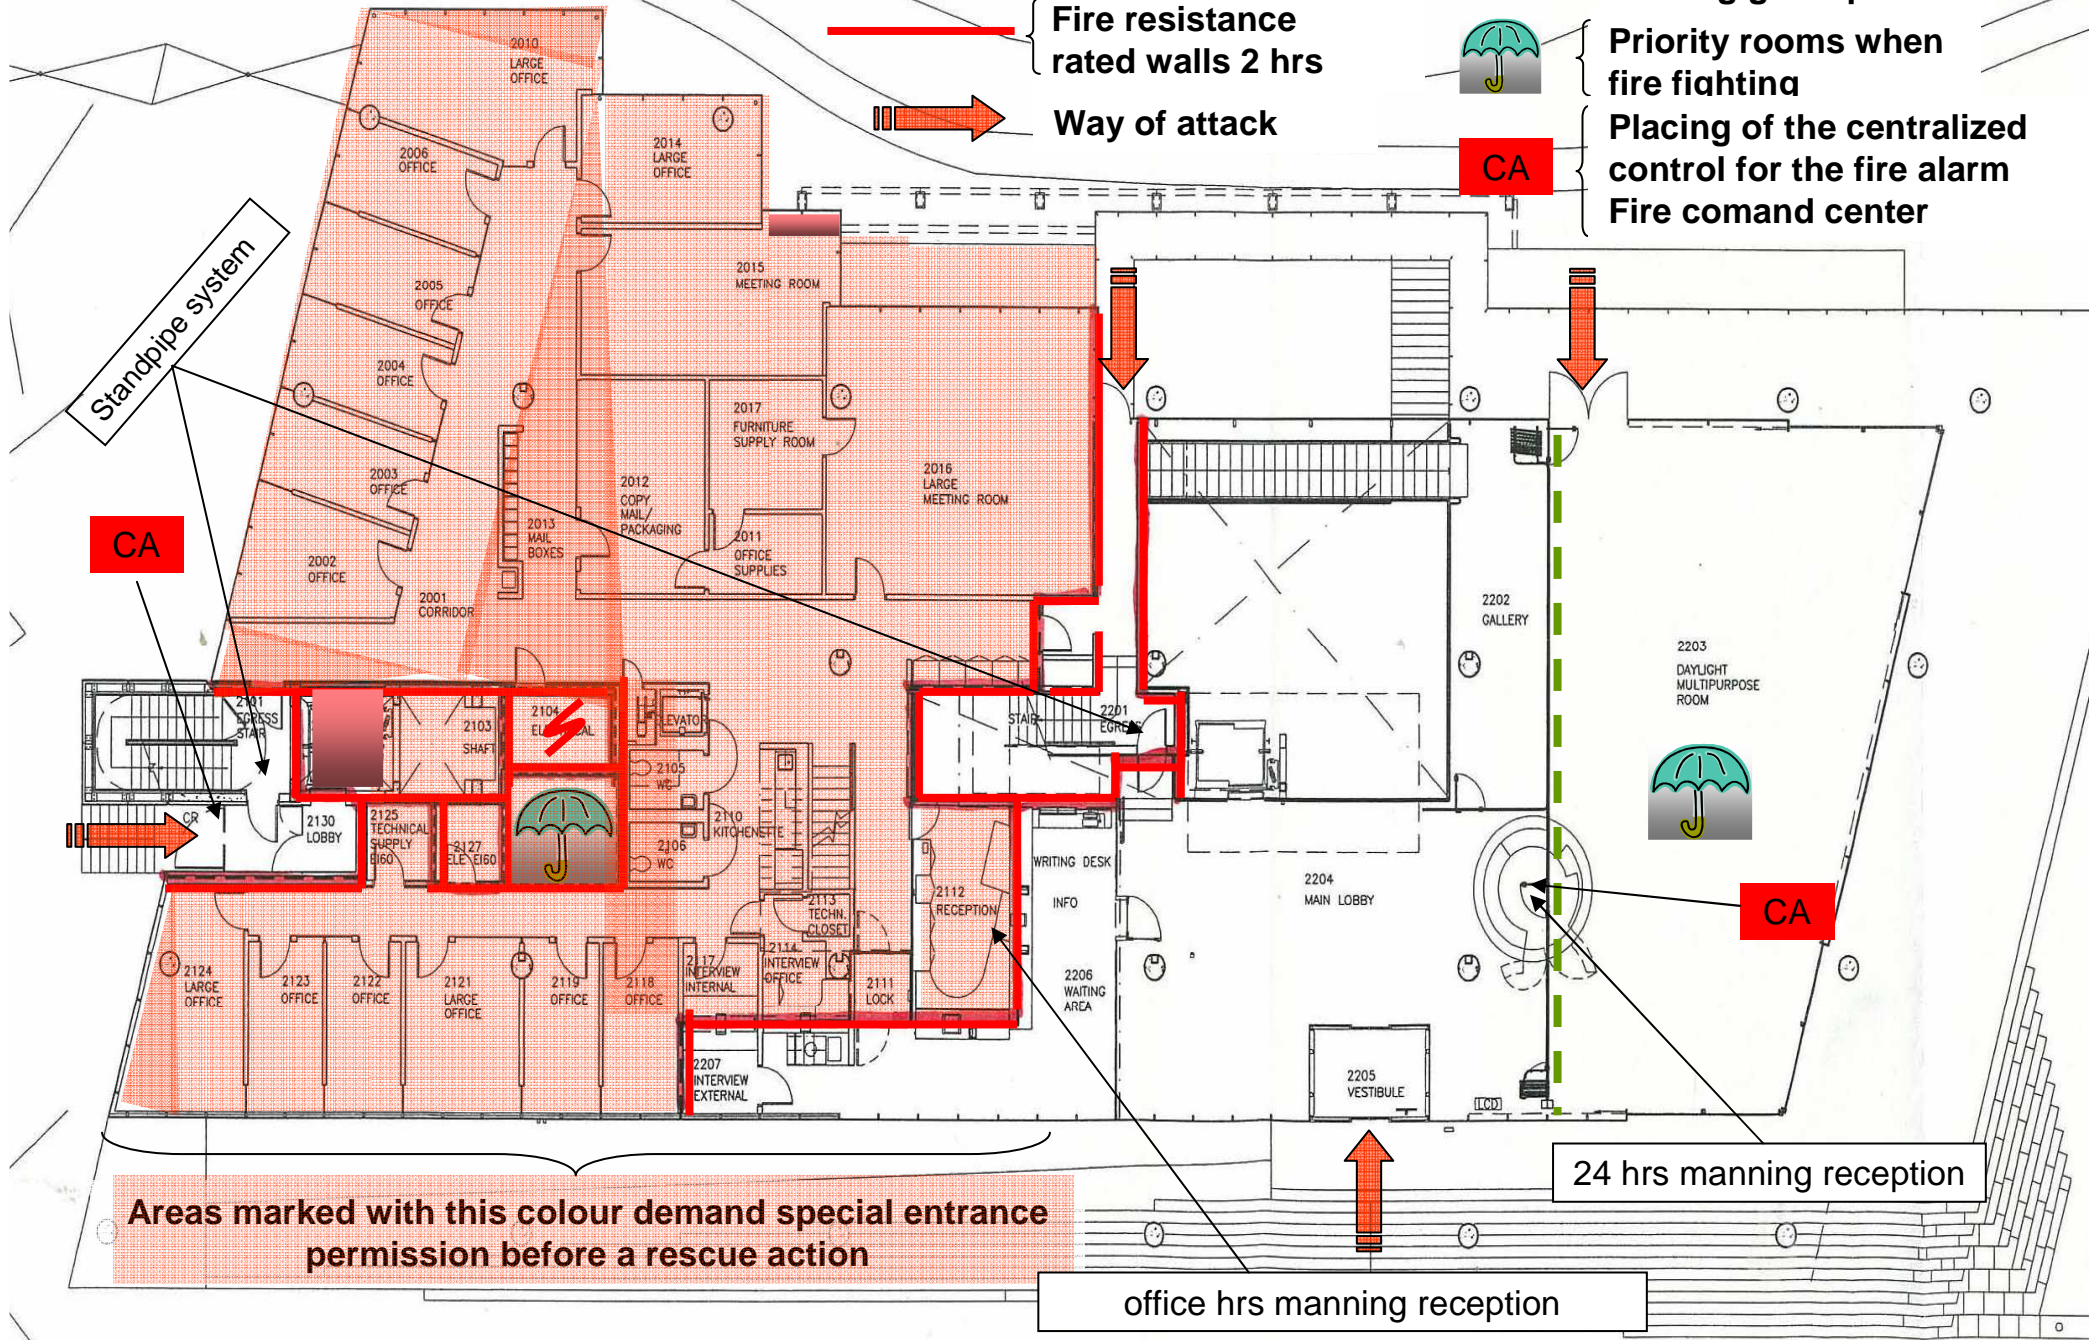 Fire resistance
rated walls 2 hrs
Way of attack
Priority rooms when
fire fighting
CA
Placing of the centralized
control for the fire alarm
Fire comand center
2010
LARGE
OFFICE
2014
LARGE
OFFICE
2006
OFFICE
2015
MEETING ROOM
2005
OFFICE
Standpipe system
2004
OFFICE
2017
FURNITURE
SUPPLY ROOM
2003
OFFICE
2016
LARGE
MEETING ROOM
2012
COPY
MAIL/
PACKAGING
2013
MAIL
BOXES
2011
OFFICE
SUPPLIES
CA
2002
OFFICE
2001
CORRIDOR
2202
GALLERY
2203
DAYLIGHT
MULTIPURPOSE
ROOM
2101
EGRESS
STAIR
2103
SHAFT
2104
ELEVATOR
STAIR
2201
2105
WC
CR
2130
LOBBY
2125
TECHNICAL
SUPPLY
EI60
2127
ELE EI60
2110
KITCHENETTE
2106
WC
WRITING DESK
2112
RECEPTION
INFO
2204
MAIN LOBBY
CA
2113
TECHN.
CLOSET
2114
INTERVIEW
OFFICE
2117
INTERVIEW
INTERNAL
2111
LOCK
2206
WAITING
AREA
2124
LARGE
OFFICE
2123
OFFICE
2122
OFFICE
2121
LARGE
OFFICE
2119
OFFICE
2118
OFFICE
2207
INTERVIEW
EXTERNAL
2205
VESTIBULE
LCD
24 hrs manning reception
Areas marked with this colour demand special entrance
permission before a rescue action
office hrs manning reception